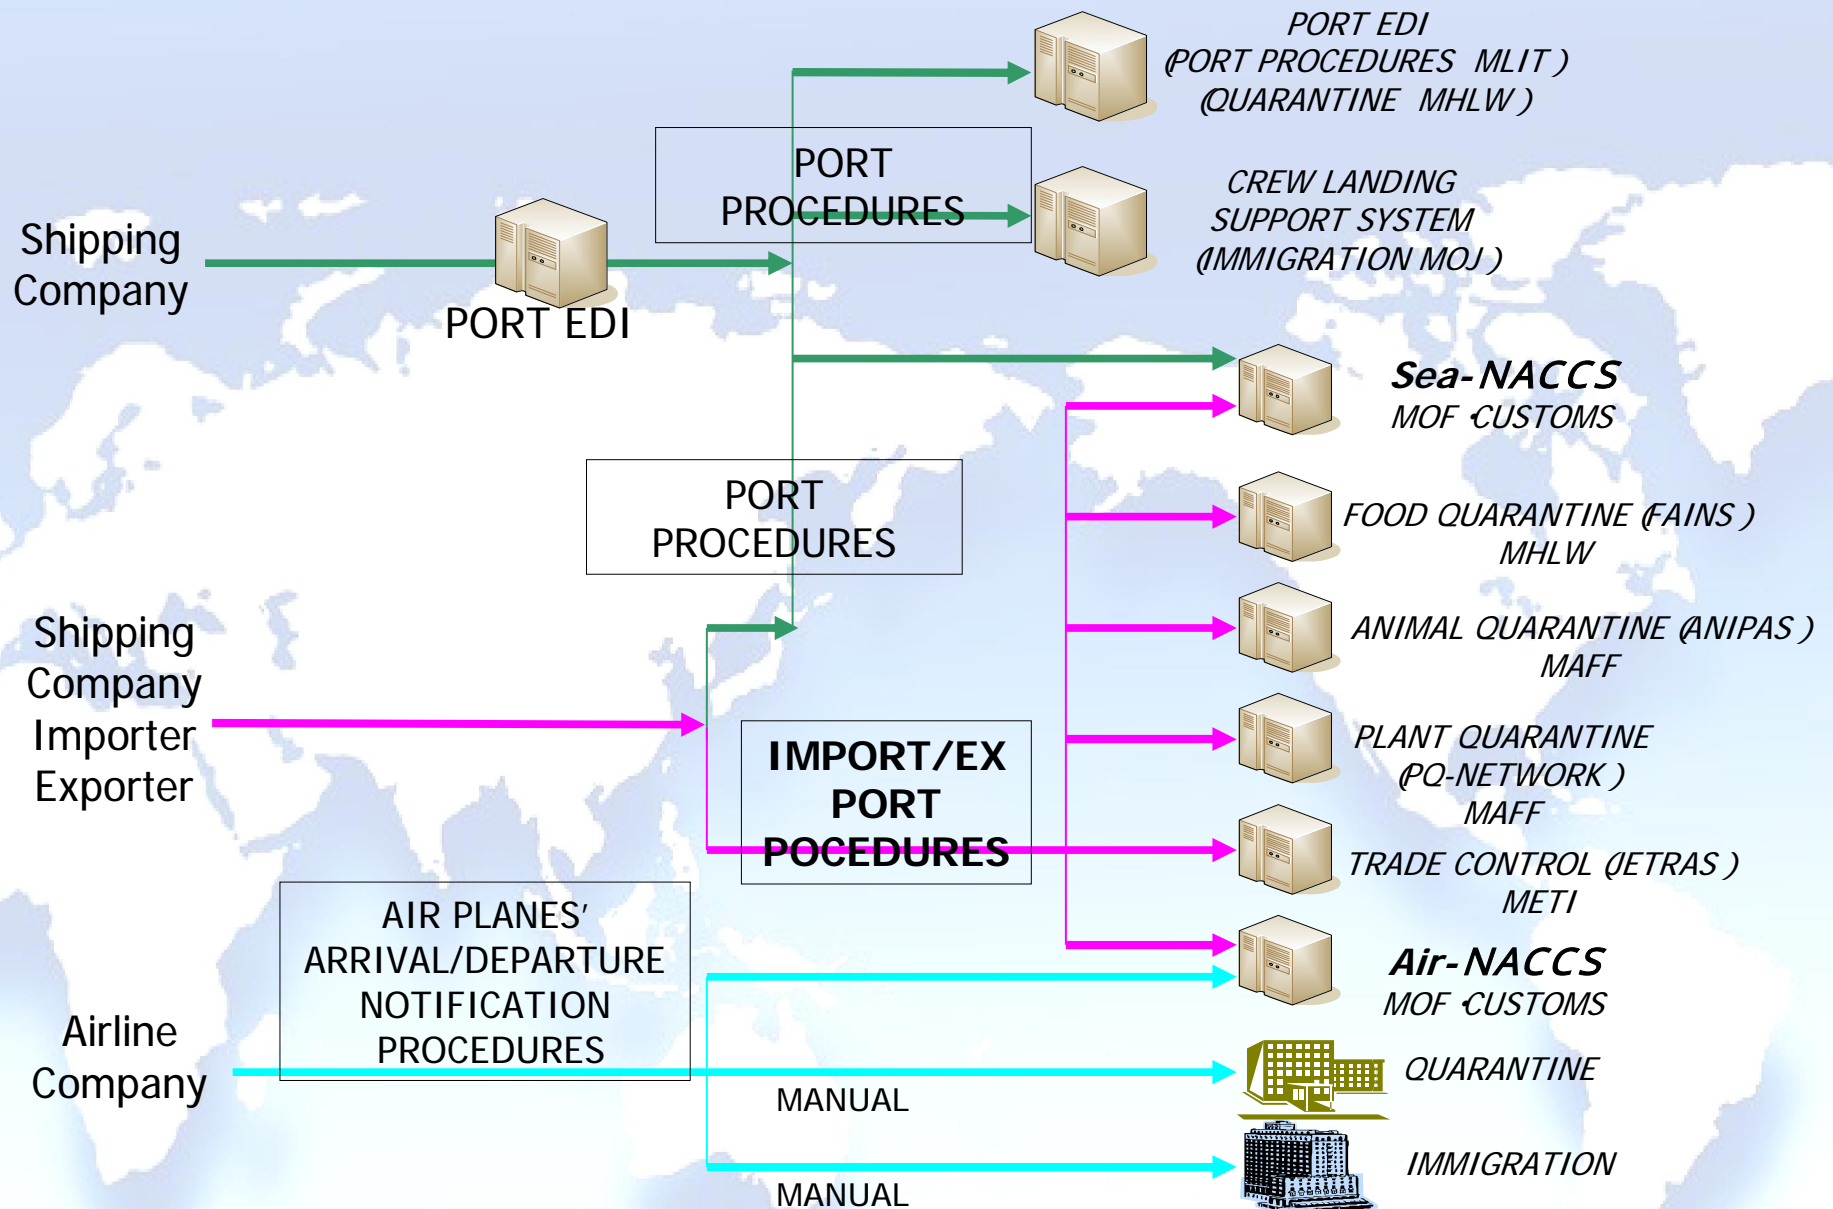 PORT EDI
(PORT PROCEDURES MLIT)
(QUARANTINE MHLW)
PORT
PROCEDURES
CREW LANDING
SUPPORT SYSTEM
(IMMIGRATION MOJ)
Shipping
Company
PORT EDI
Sea-NACCS
MOF・CUSTOMS
PORT
PROCEDURES
FOOD QUARANTINE (FAINS)
MHLW
Shipping
Company
Importer
Exporter
ANIMAL QUARANTINE (ANIPAS)
MAFF
IMPORT/EX
PORT
POCEDURES
PLANT QUARANTINE
(PQ-NETWORK)
MAFF
TRADE CONTROL (JETRAS)
METI
AIR PLANES'
ARRIVAL/DEPARTURE
NOTIFICATION
PROCEDURES
Air-NACCS
MOF・CUSTOMS
Airline
Company
QUARANTINE
MANUAL
IMMIGRATION
MANUAL